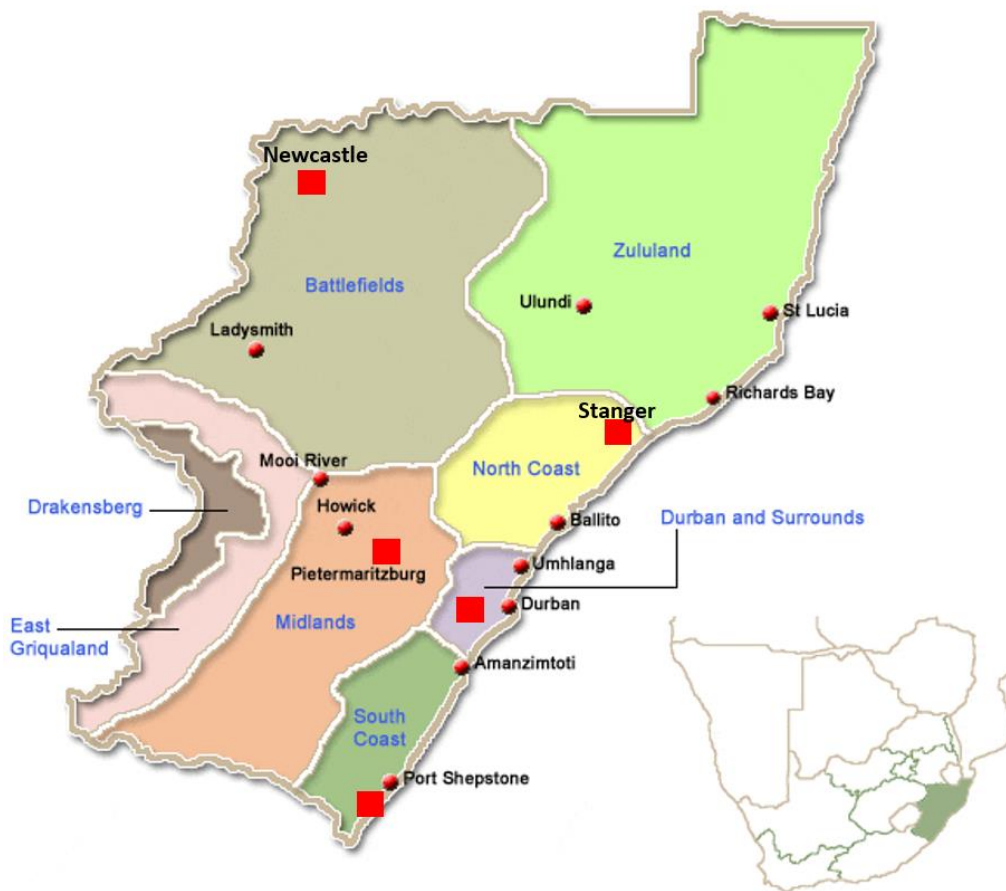 Newcastle
Zululand
Battlefields
Ulundi
St Lucia
Ladysmith
Richards Bay
Stanger
Mooi River
North Coast
Drakensberg
Howick
Ballito
Durban and Surrounds
Pietermaritzburg
Umhlanga
Durban
East
Griqualand
Midlands
Amanzimtoti
South
Coast
Port Shepstone